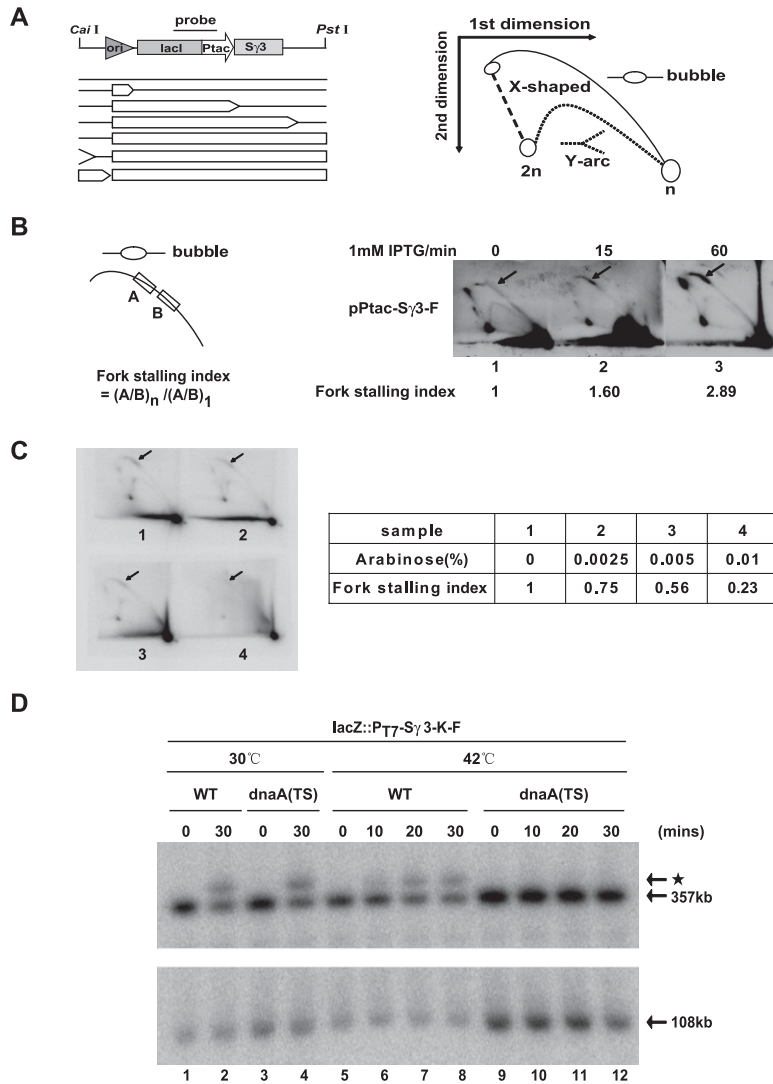 A
probe
Cai I
Pst I
ori
lacI
Ptac
Sγ3
1st dimension
2nd dimension
X-shaped
bubble
Y-arc
2n
n
B
bubble
A
B
Fork stalling index
= (A/B)n /(A/B)1
1mM IPTG/min 0 15 60
pPtac-Sγ3-F
1 2 3
Fork stalling index 1 1.60 2.89
C
1 2
3 4
sample 1 2 3 4
Arabinose(%) 0 0.0025 0.005 0.01
Fork stalling index 1 0.75 0.56 0.23
D
lacZ::PT7-Sγ 3-K-F
30℃ 42℃
WT dnaA(TS) WT dnaA(TS)
0 30 0 30 0 10 20 30 0 10 20 30 (mins)
★
357kb
108kb
1 2 3 4 5 6 7 8 9 10 11 12